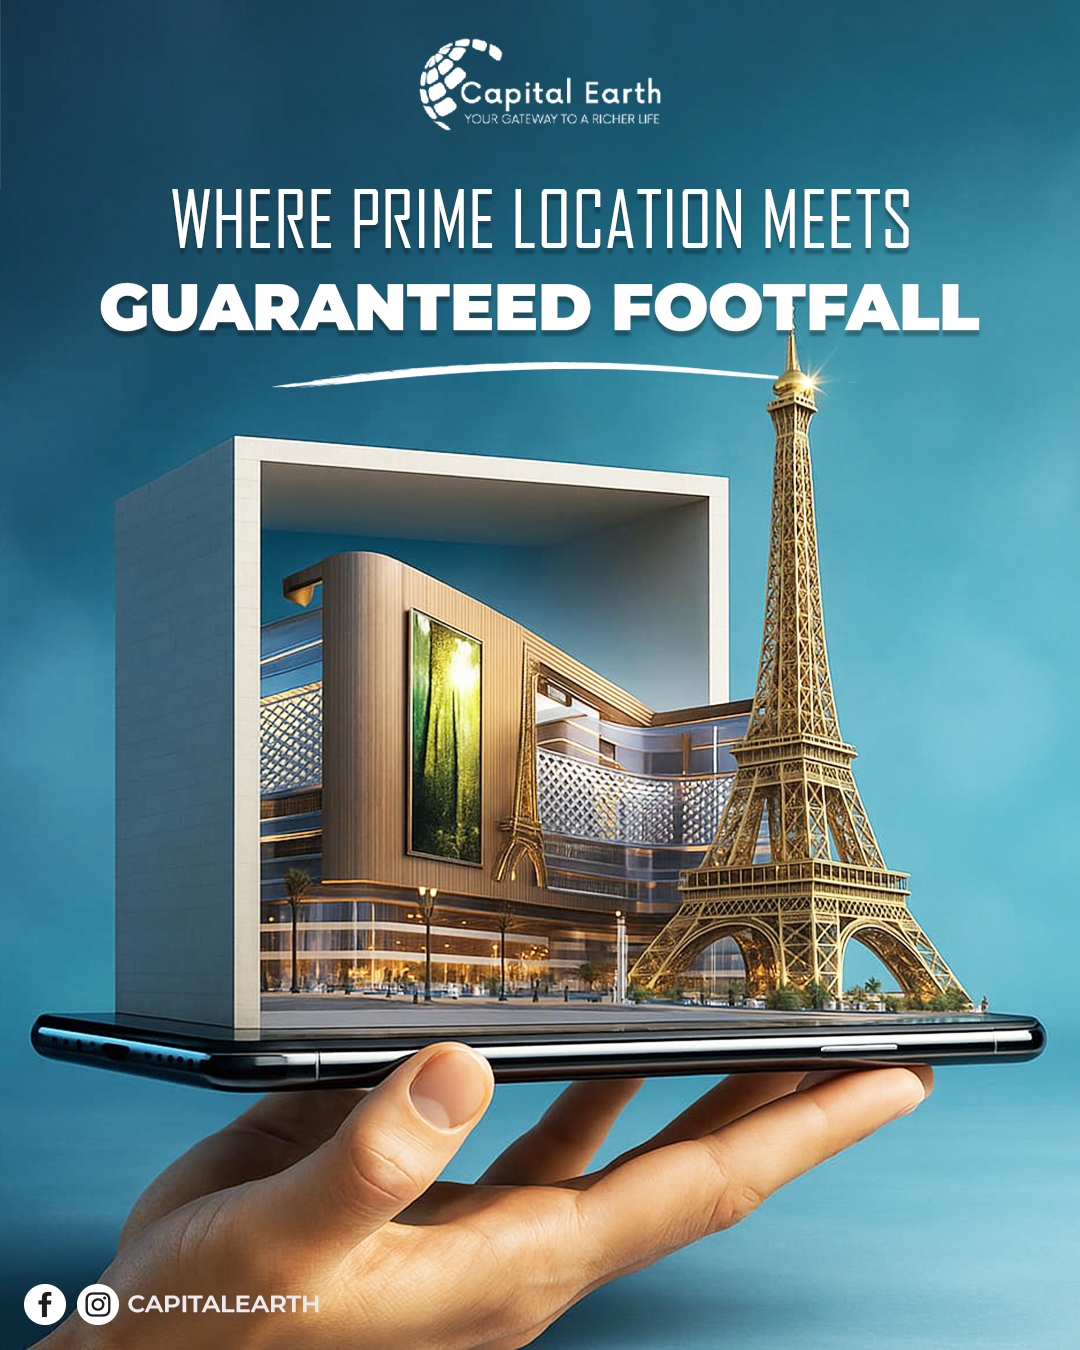 Capital Earth
YOUR GATEWAY TO A RICHER LIFE
WHERE PRIME LOCATION MEETS
GUARANTEED FOOTFALL
CAPITALEARTH